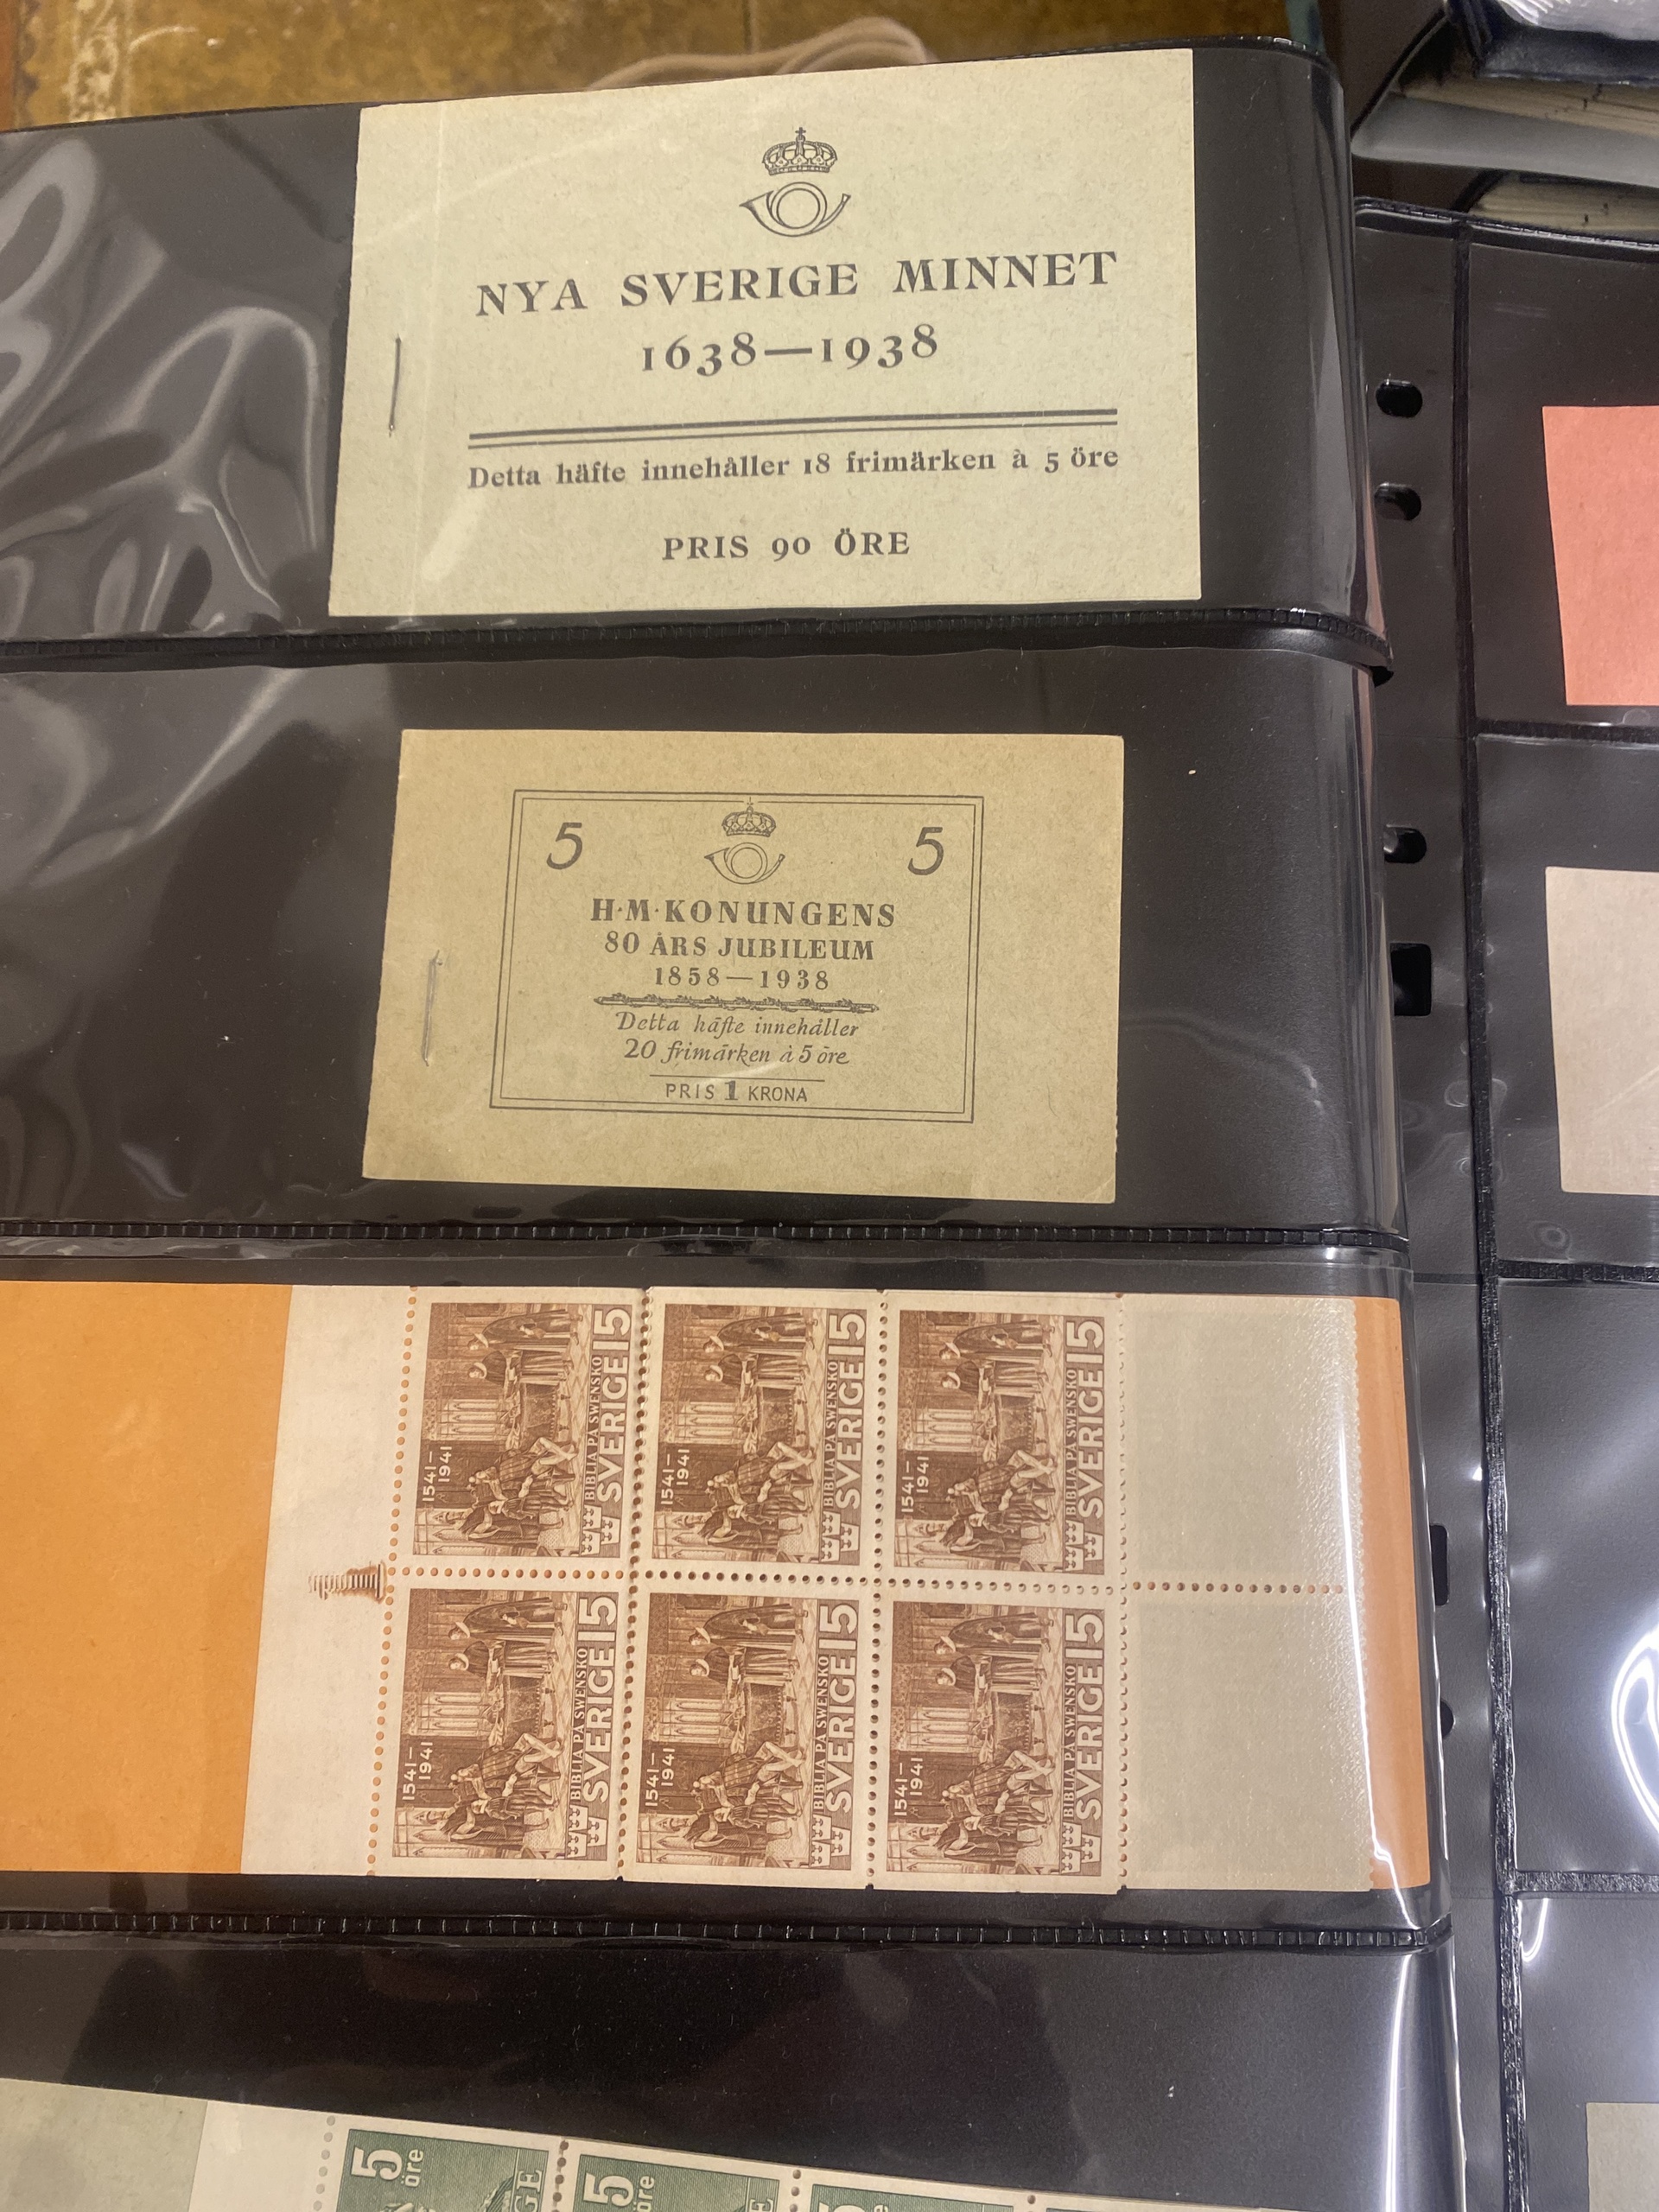 NYA SVERIGE MINNET
1638—1938
Detta häfte innehåller 18 frimärken à 5 öre
PRIS 90 ÖRE
5 5
H·M·KONUNGENS
80 ÅRS JUBILEUM
1858—1938
Detta häfte innehåller
20 frimärken à 5 öre
PRIS 1 KRONA
1541–
1941
BIBLIA PÅ SWENSKO
SVERIGE 15
1541–
1941
BIBLIA PÅ SWENSKO
SVERIGE 15
1541–
1941
BIBLIA PÅ SWENSKO
SVERIGE 15
1541–
1941
BIBLIA PÅ SWENSKO
SVERIGE 15
1541–
1941
BIBLIA PÅ SWENSKO
SVERIGE 15
1541–
1941
BIBLIA PÅ SWENSKO
SVERIGE 15
5
öre
5
öre